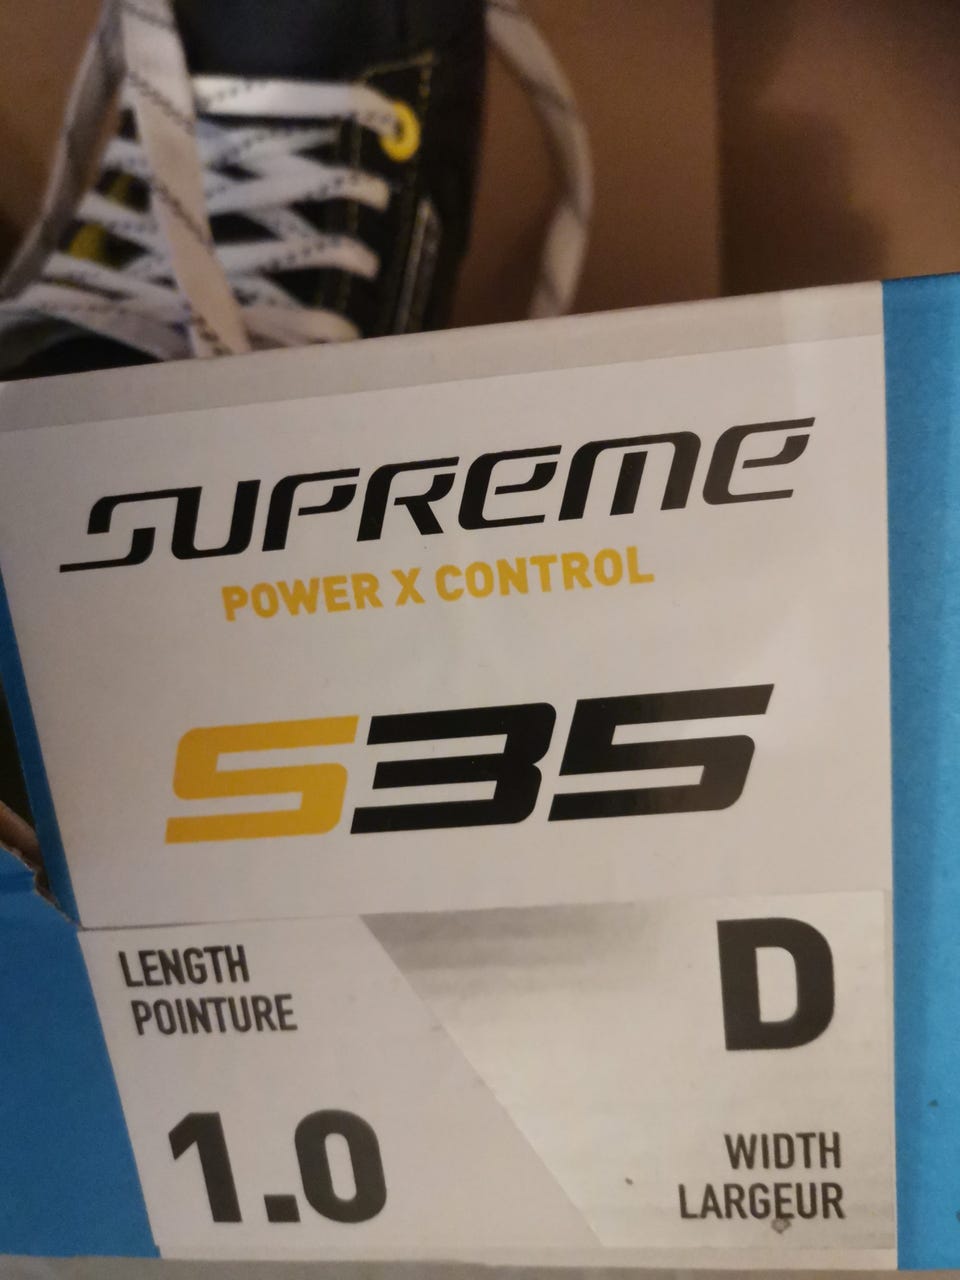 SUPREME
POWER X CONTROL
S35
LENGTH
POINTURE
1.0
D
WIDTH
LARGEUR